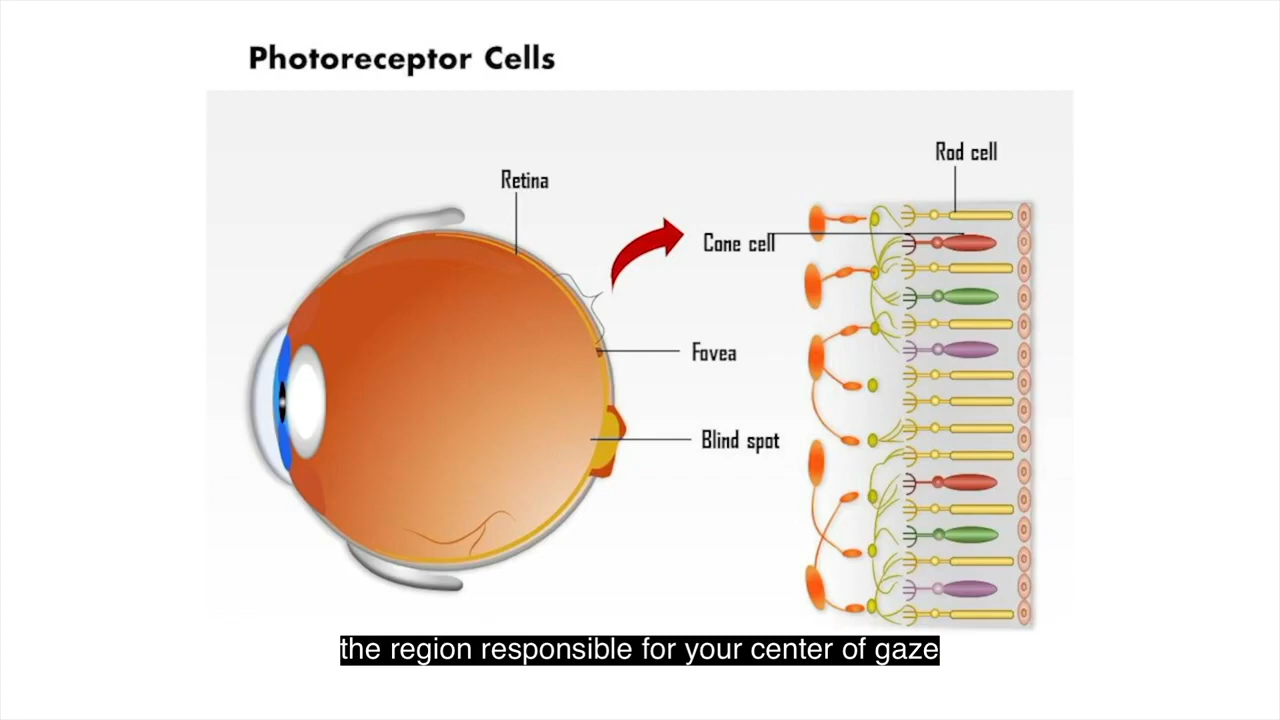 Photoreceptor Cells
Rod cell
Retina
Cone cell
Fovea
Blind spot
the region responsible for your center of gaze